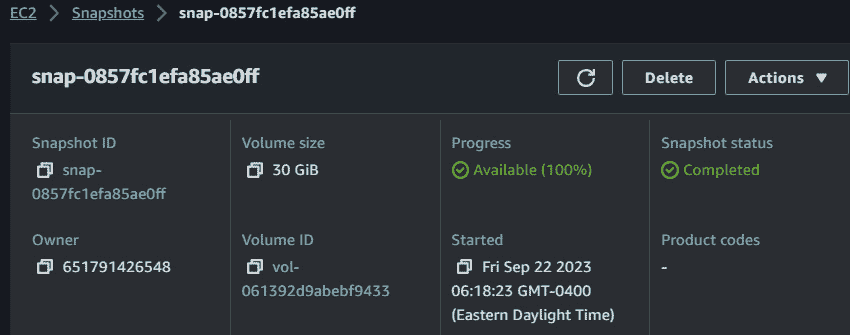 EC2 > Snapshots > snap-0857fc1efa85ae0ff
snap-0857fc1efa85ae0ff
Delete
Actions ▼
Snapshot ID
snap-
0857fc1efa85ae0ff
Volume size
30 GiB
Progress
Available (100%)
Snapshot status
Completed
Owner
651791426548
Volume ID
vol-
061392d9abebf9433
Started
Fri Sep 22 2023
06:18:23 GMT-0400
(Eastern Daylight Time)
Product codes
-